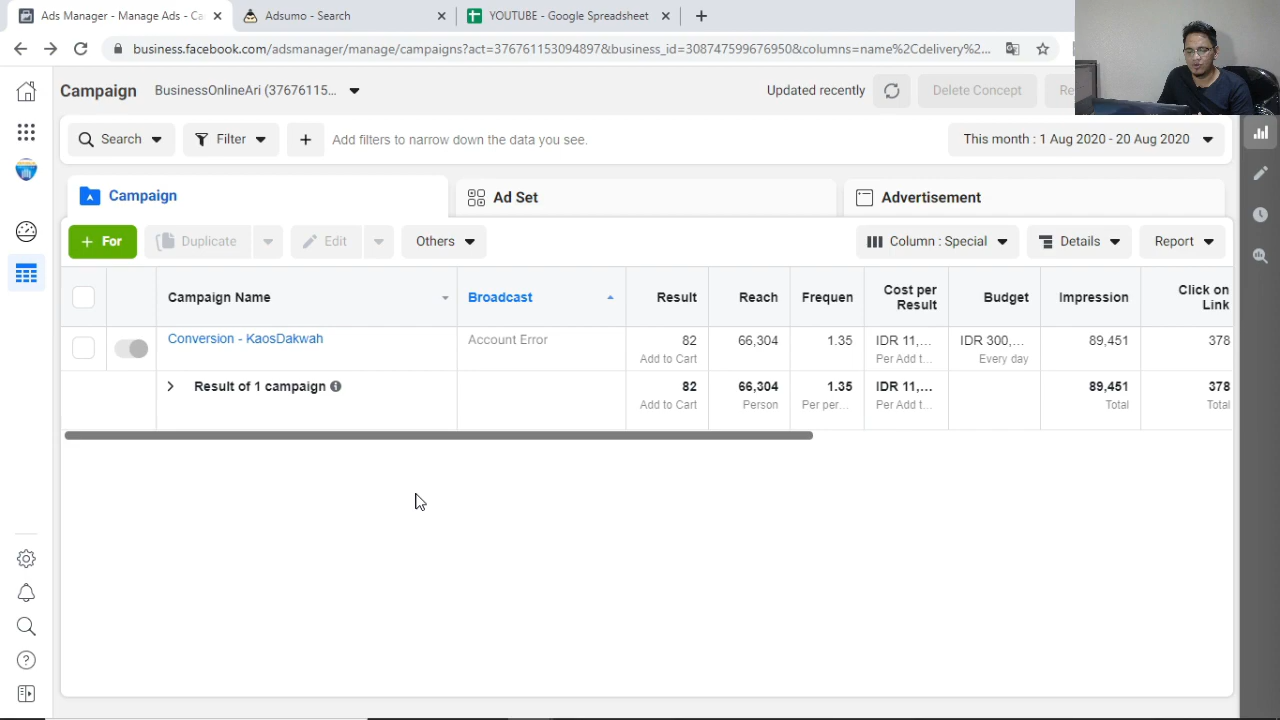 Ads Manager - Manage Ads - Ca
Adsumo - Search
YOUTUBE - Google Spreadsheet
business.facebook.com/adsmanager/manage/campaigns?act=376761153094897&business_id=308747599676950&columns=name%2Cdelivery%2...
Campaign
BusinessOnlineAri (37676115...
Updated recently
Delete Concept
Re
Search
Filter
Add filters to narrow down the data you see.
This month : 1 Aug 2020 - 20 Aug 2020
Campaign
Ad Set
Advertisement
+ For
Duplicate
Edit
Others
Column : Special
Details
Report
Campaign Name
Broadcast
Result
Reach
Frequen
Cost per
Result
Budget
Impression
Click on
Link
Conversion - KaosDakwah
Account Error
82
Add to Cart
66,304
1.35
IDR 11,...
Per Add t...
IDR 300,...
Every day
89,451
378
Result of 1 campaign
82
Add to Cart
66,304
Person
1.35
Per per...
IDR 11,...
Per Add t...
89,451
Total
378
Total